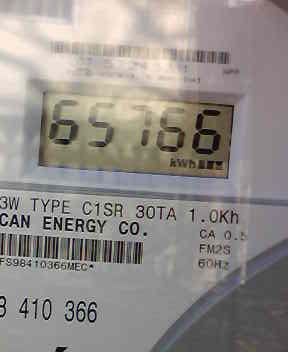 65766
kWh
3W TYPE C1SR 30TA 1.0Kh
CAN ENERGY CO.
CA 0.5
FM2S
60Hz
FS98410366MEC*
8 410 366